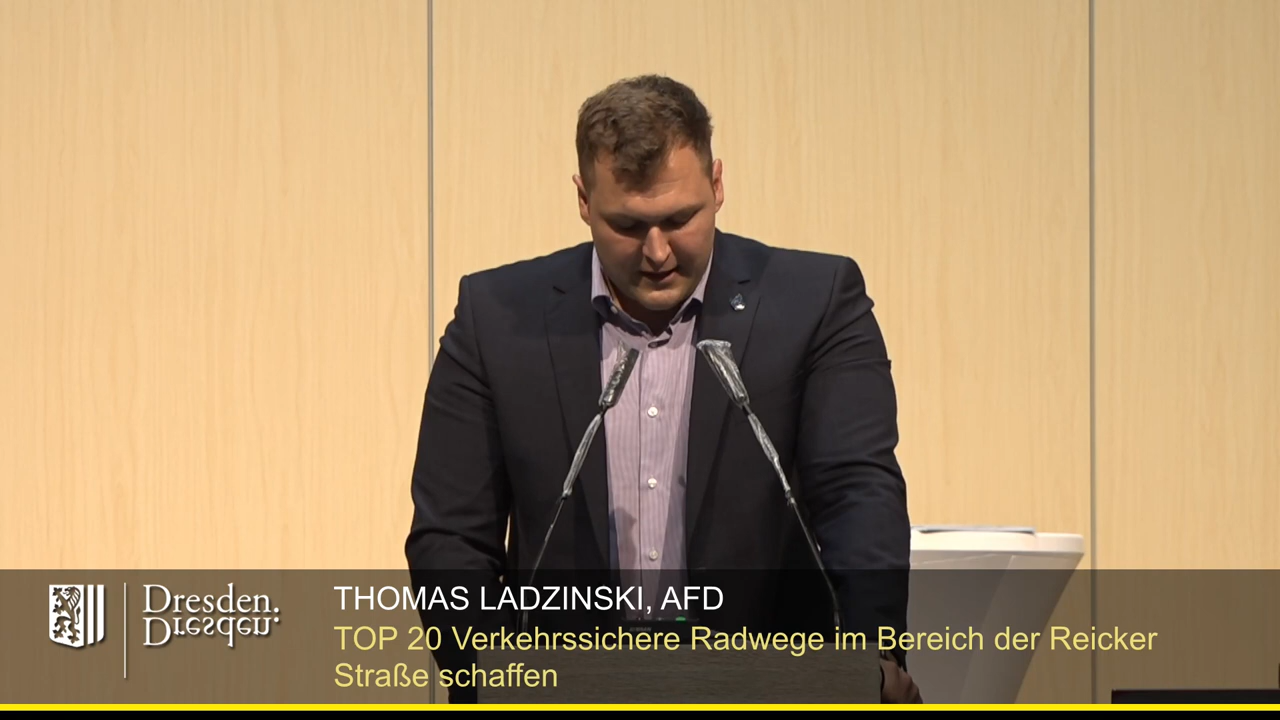 Dresden.
Dresden.
THOMAS LADZINSKI, AFD
TOP 20 Verkehrssichere Radwege im Bereich der Reicker
Straße schaffen